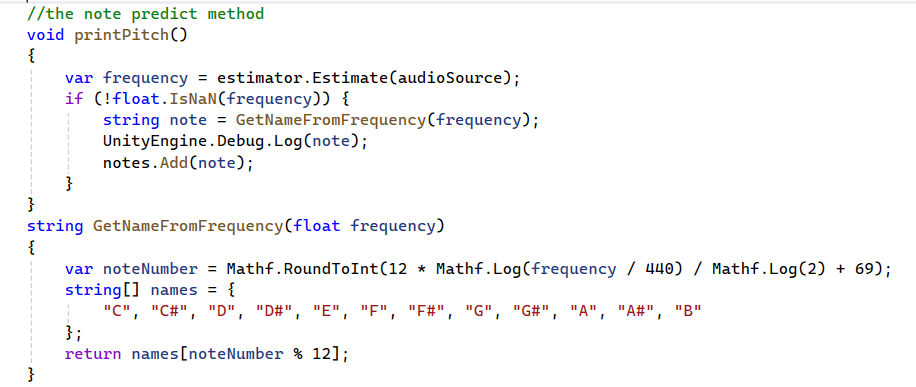 //the note predict method
void printPitch()
{
    var frequency = estimator.Estimate(audioSource);
    if (!float.IsNaN(frequency)) {
        string note = GetNameFromFrequency(frequency);
        UnityEngine.Debug.Log(note);
        notes.Add(note);
    }
}
string GetNameFromFrequency(float frequency)
{
    var noteNumber = Mathf.RoundToInt(12 * Mathf.Log(frequency / 440) / Mathf.Log(2) + 69);
    string[] names = {
        "C", "C#", "D", "D#", "E", "F", "F#", "G", "G#", "A", "A#", "B"
    };
    return names[noteNumber % 12];
}